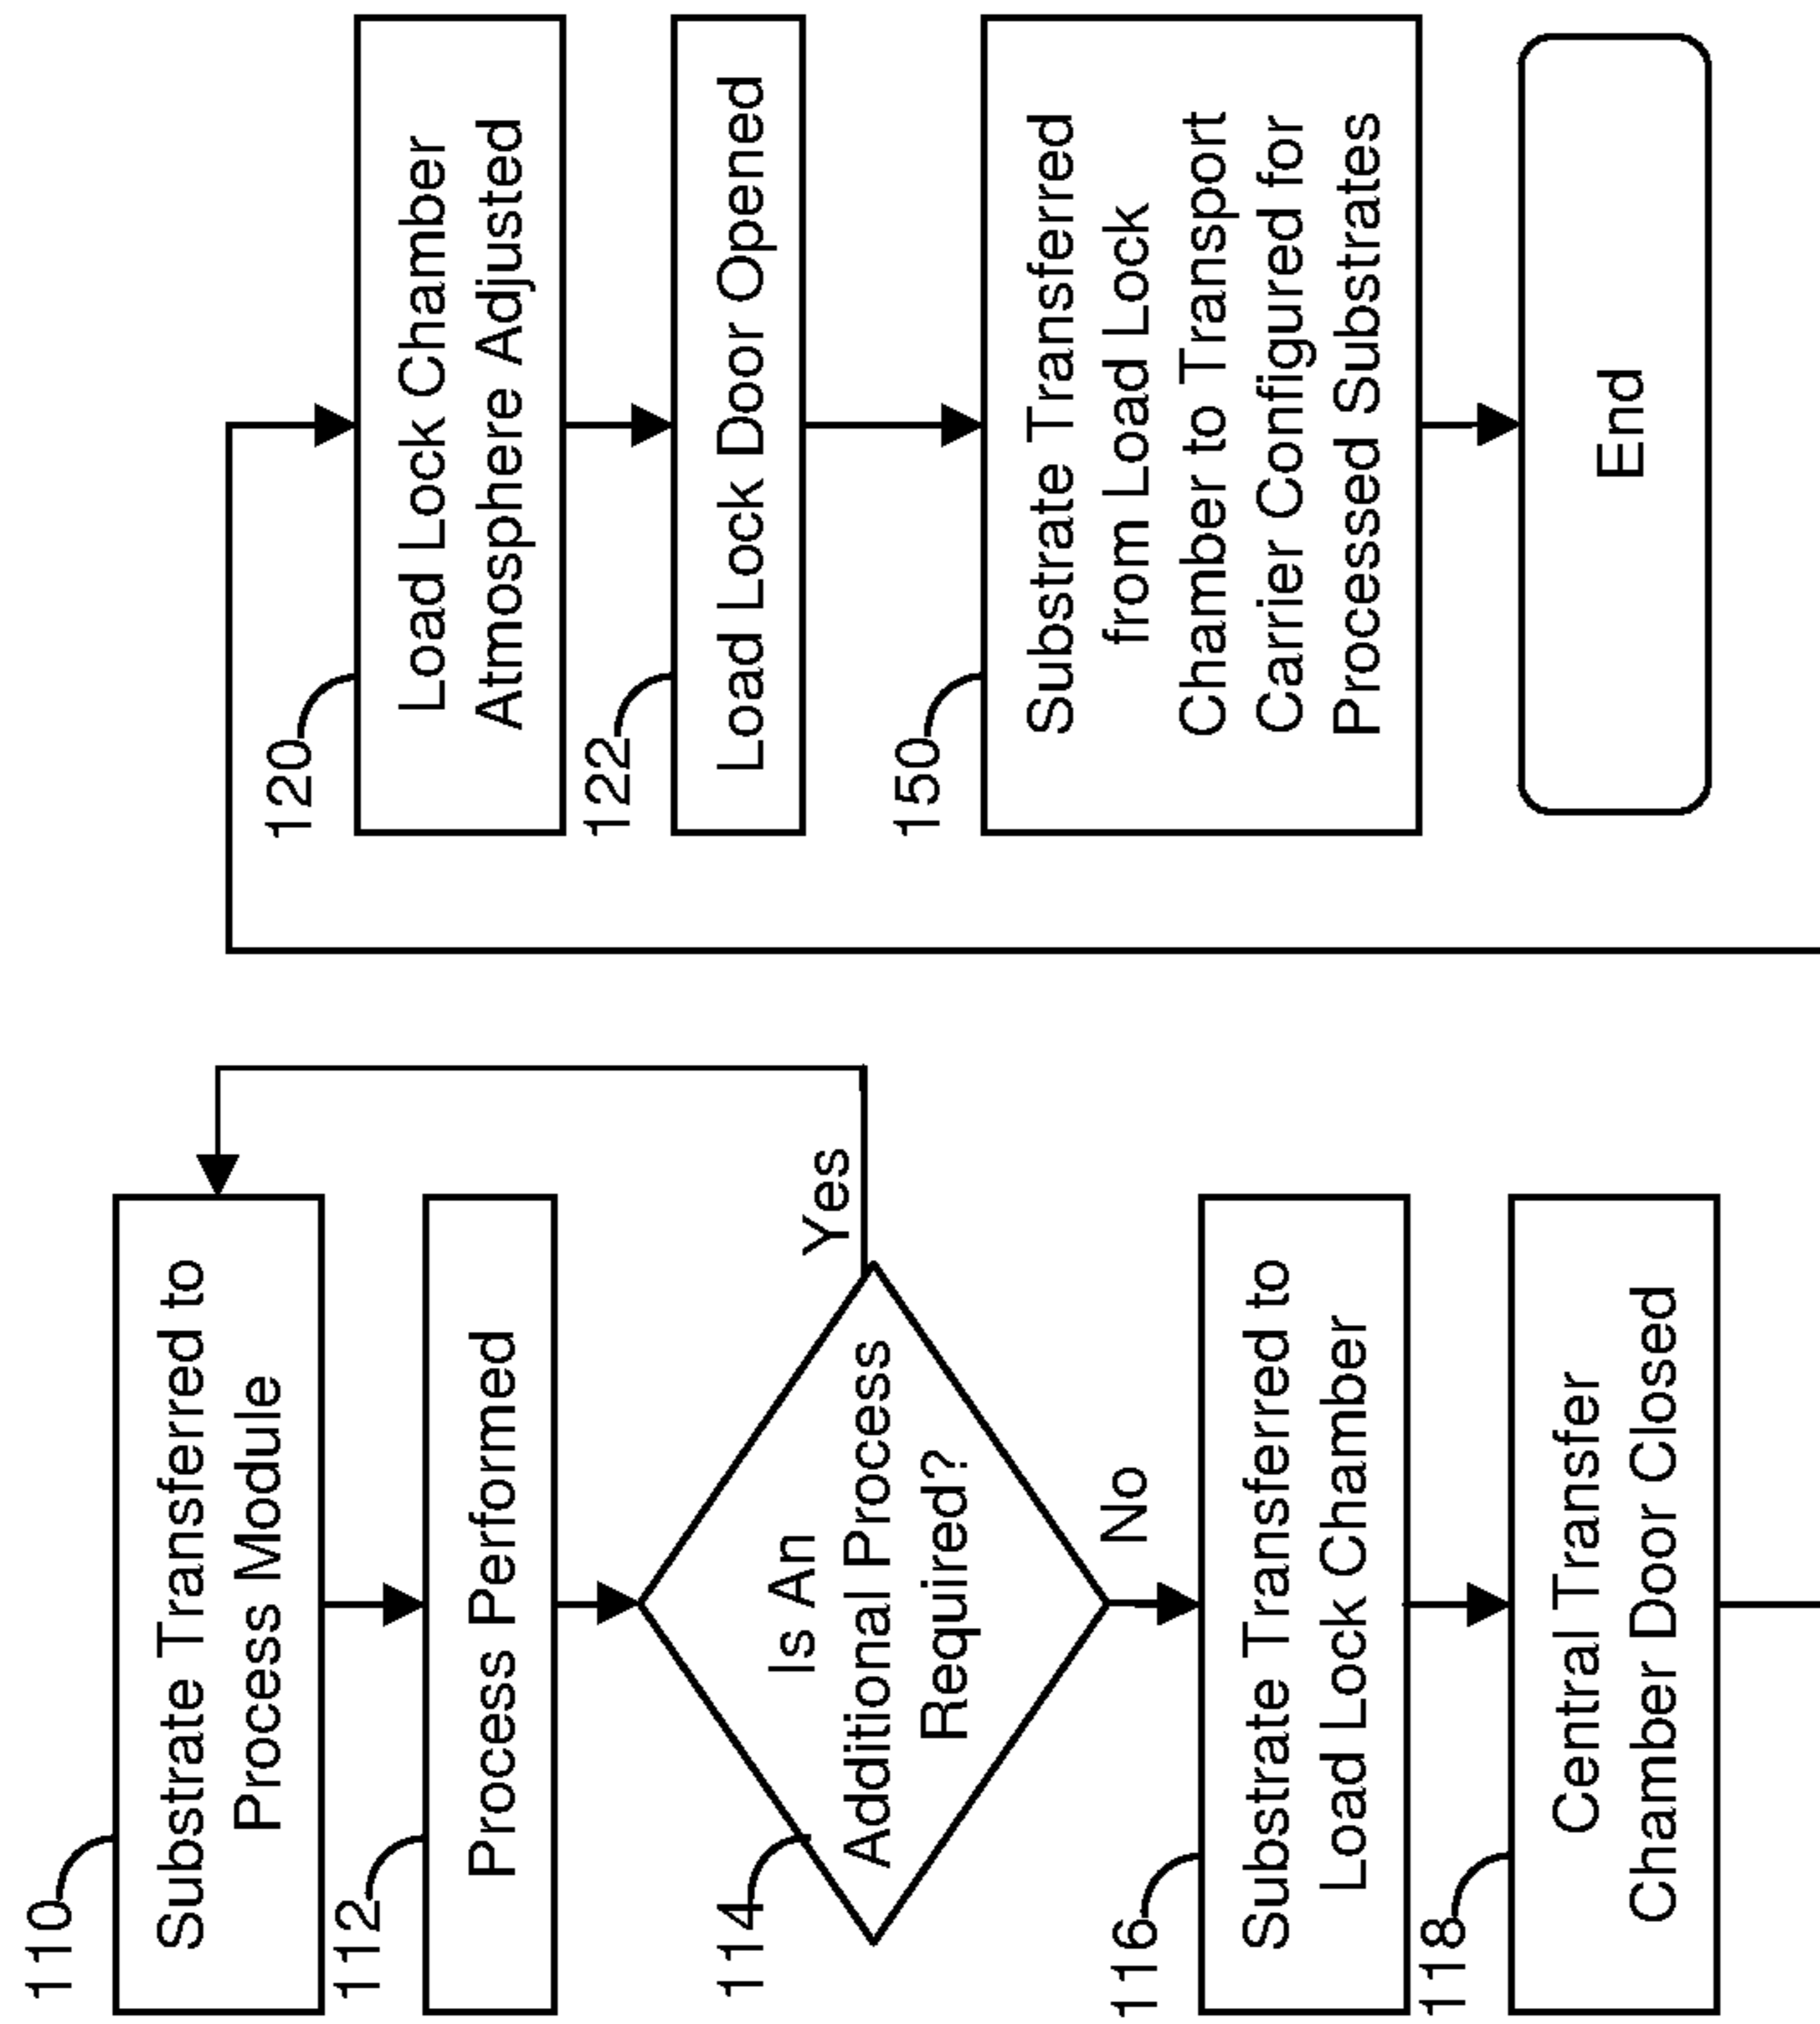 110
Substrate Transferred to
Process Module
112
Process Performed
114
Is An
Additional Process
Required?
Yes
No
116
Substrate Transferred to
Load Lock Chamber
118
Central Transfer
Chamber Door Closed
120
Load Lock Chamber
Atmosphere Adjusted
122
Load Lock Door Opened
150
Substrate Transferred
from Load Lock
Chamber to Transport
Carrier Configured for
Processed Substrates
End